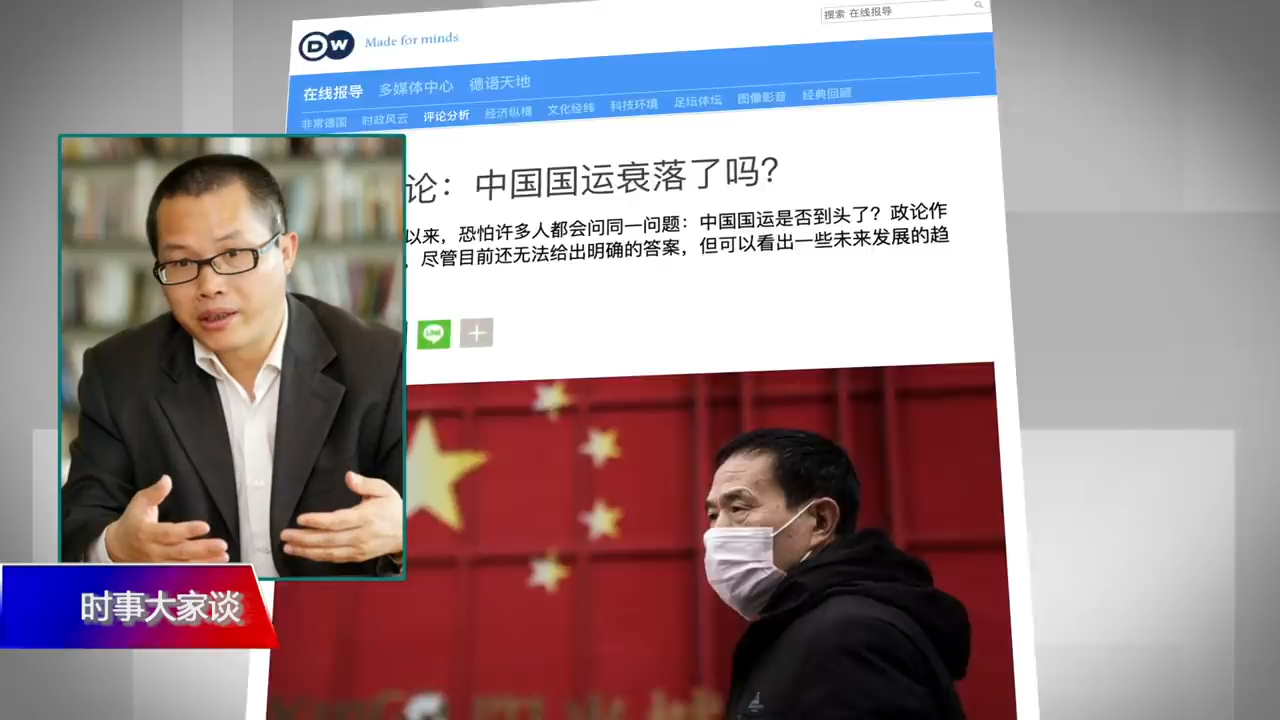 DW
Made for minds
搜索 在线报导
在线报导 多媒体中心 德语天地
非常德国 时政风云 评论分析 经济纵横 文化经纬 科技环境 足坛体坛 图像影音 经典回顾
论：中国国运衰落了吗？
以来，恐怕许多人都会问同一问题：中国国运是否到头了？政论作
，尽管目前还无法给出明确的答案，但可以看出一些未来发展的趋
LINE
时事大家谈